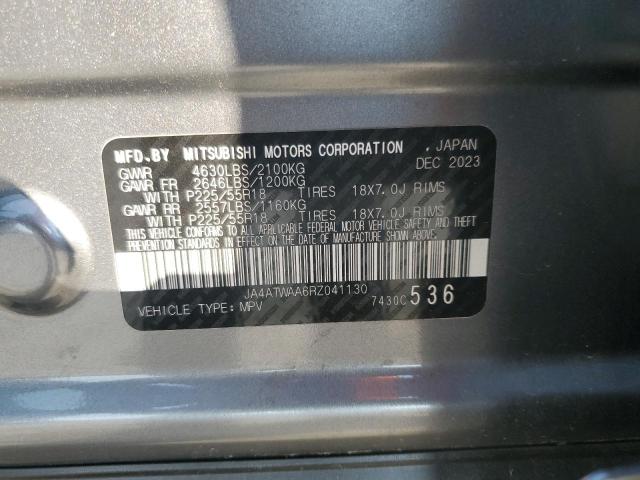 MFD.BY MITSUBISHI MOTORS CORPORATION , JAPAN
GVWR 4630LBS/2100KG DEC 2023
GAWR FR 2646LBS/1200KG
WITH P225/55R18 TIRES 18X7.0J RIMS
GAWR RR 2557LBS/1160KG
WITH P225/55R18 TIRES 18X7.0J RIMS
THIS VEHICLE CONFORMS TO ALL APPLICABLE FEDERAL MOTOR VEHICLE SAFETY AND THEFT
PREVENTION STANDARDS IN EFFECT ON THE DATE OF MANUFACTURE SHOWN ABOVE.
JA4ATWAA6RZ041130
VEHICLE TYPE: MPV 7430C 536